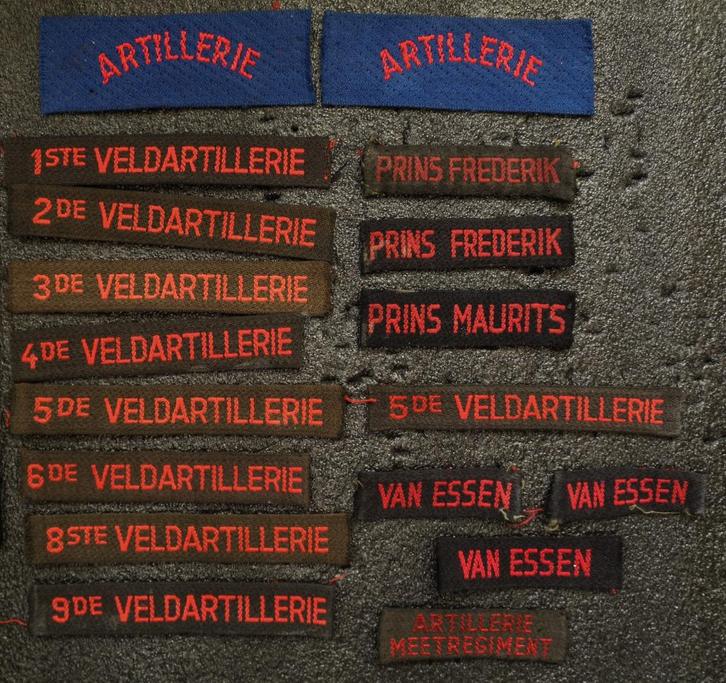 ARTILLERIE
ARTILLERIE
1STE VELDARTILLERIE
PRINS FREDERIK
2DE VELDARTILLERIE
PRINS FREDERIK
3DE VELDARTILLERIE
PRINS MAURITS
4DE VELDARTILLERIE
5DE VELDARTILLERIE
5DE VELDARTILLERIE
6DE VELDARTILLERIE
VAN ESSEN
VAN ESSEN
8STE VELDARTILLERIE
VAN ESSEN
9DE VELDARTILLERIE
ARTILLERIE
MEETREGIMENT